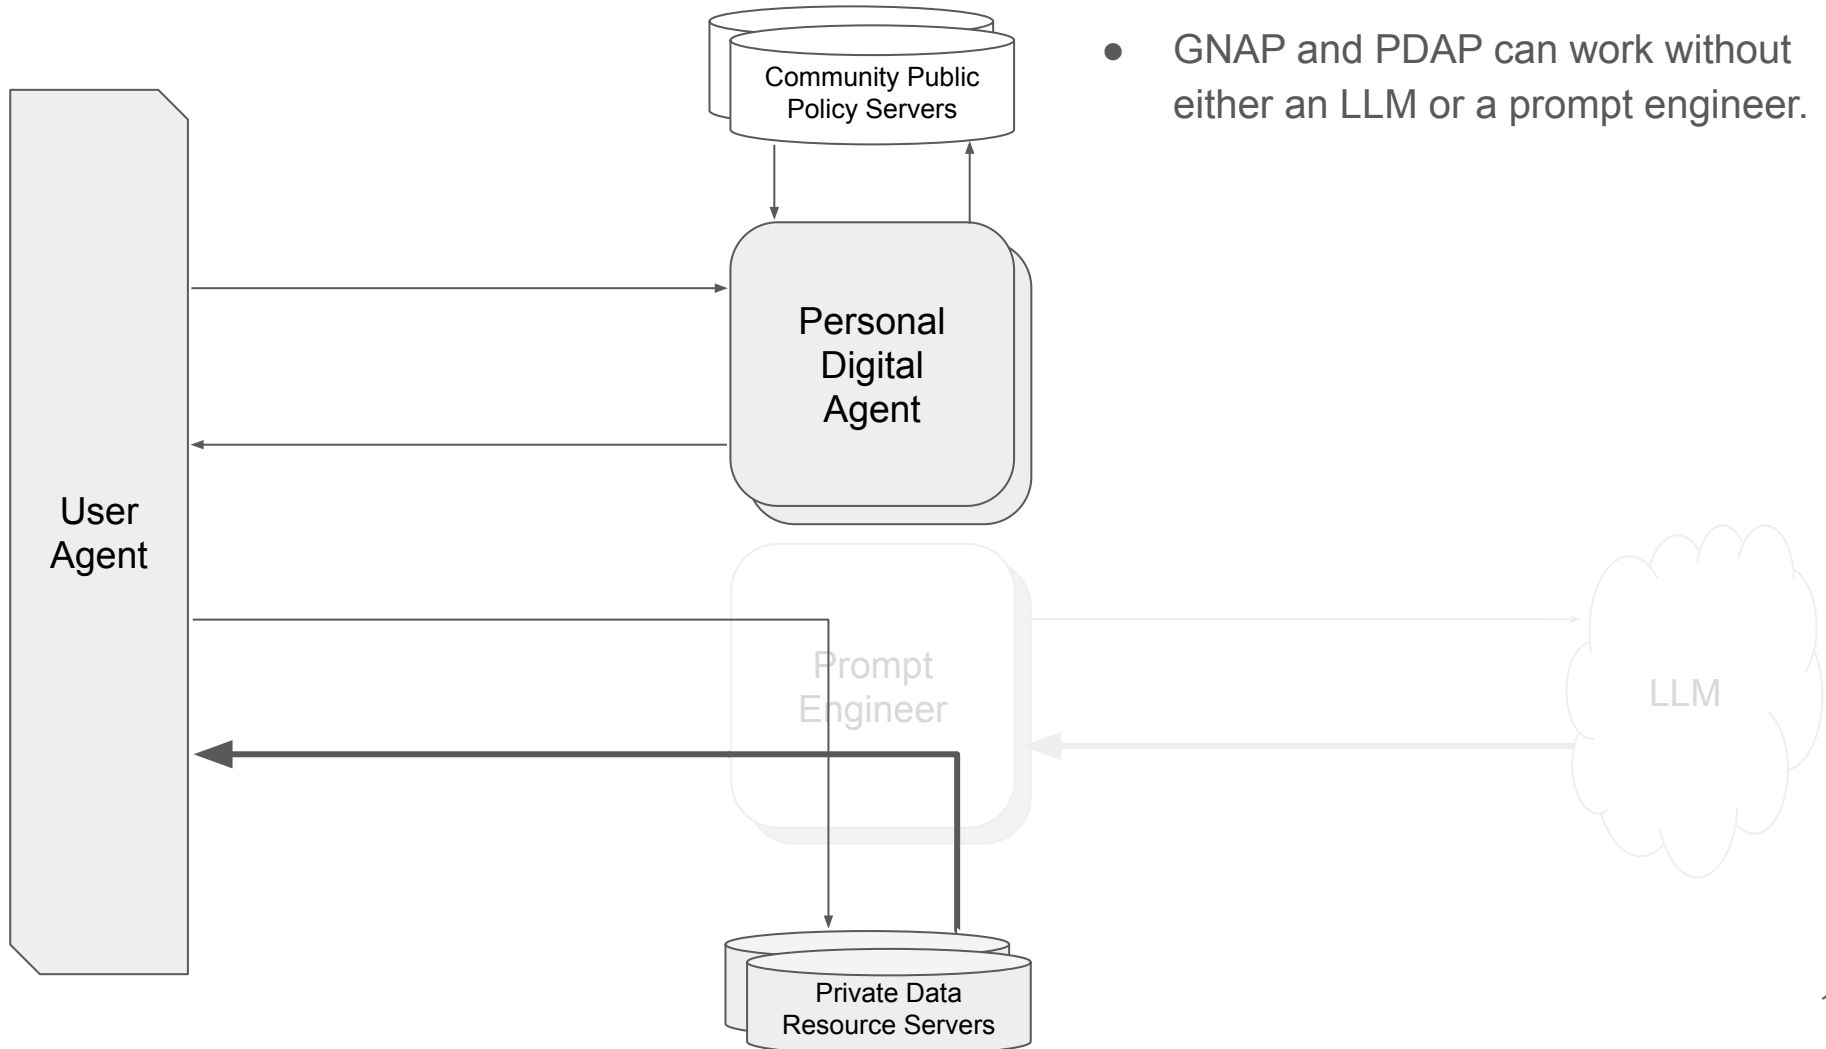 Community Public
Policy Servers
● GNAP and PDAP can work without
either an LLM or a prompt engineer.
Personal
Digital
Agent
User
Agent
Prompt
Engineer
LLM
Private Data
Resource Servers